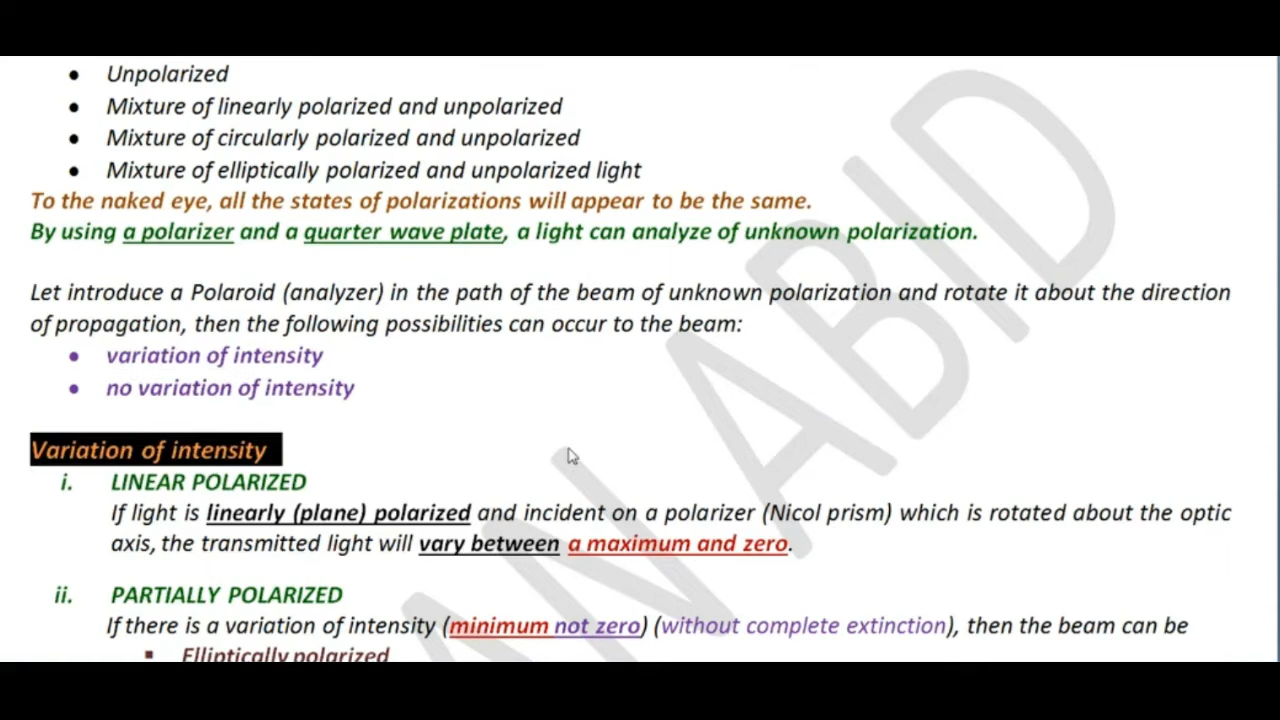 • Unpolarized
• Mixture of linearly polarized and unpolarized
• Mixture of circularly polarized and unpolarized
• Mixture of elliptically polarized and unpolarized light
To the naked eye, all the states of polarizations will appear to be the same.
By using a polarizer and a quarter wave plate, a light can analyze of unknown polarization.
Let introduce a Polaroid (analyzer) in the path of the beam of unknown polarization and rotate it about the direction
of propagation, then the following possibilities can occur to the beam:
• variation of intensity
• no variation of intensity
Variation of intensity
i. LINEAR POLARIZED
If light is linearly (plane) polarized and incident on a polarizer (Nicol prism) which is rotated about the optic
axis, the transmitted light will vary between a maximum and zero.
ii. PARTIALLY POLARIZED
If there is a variation of intensity (minimum not zero) (without complete extinction), then the beam can be
▪ Elliptically polarized
N ABID